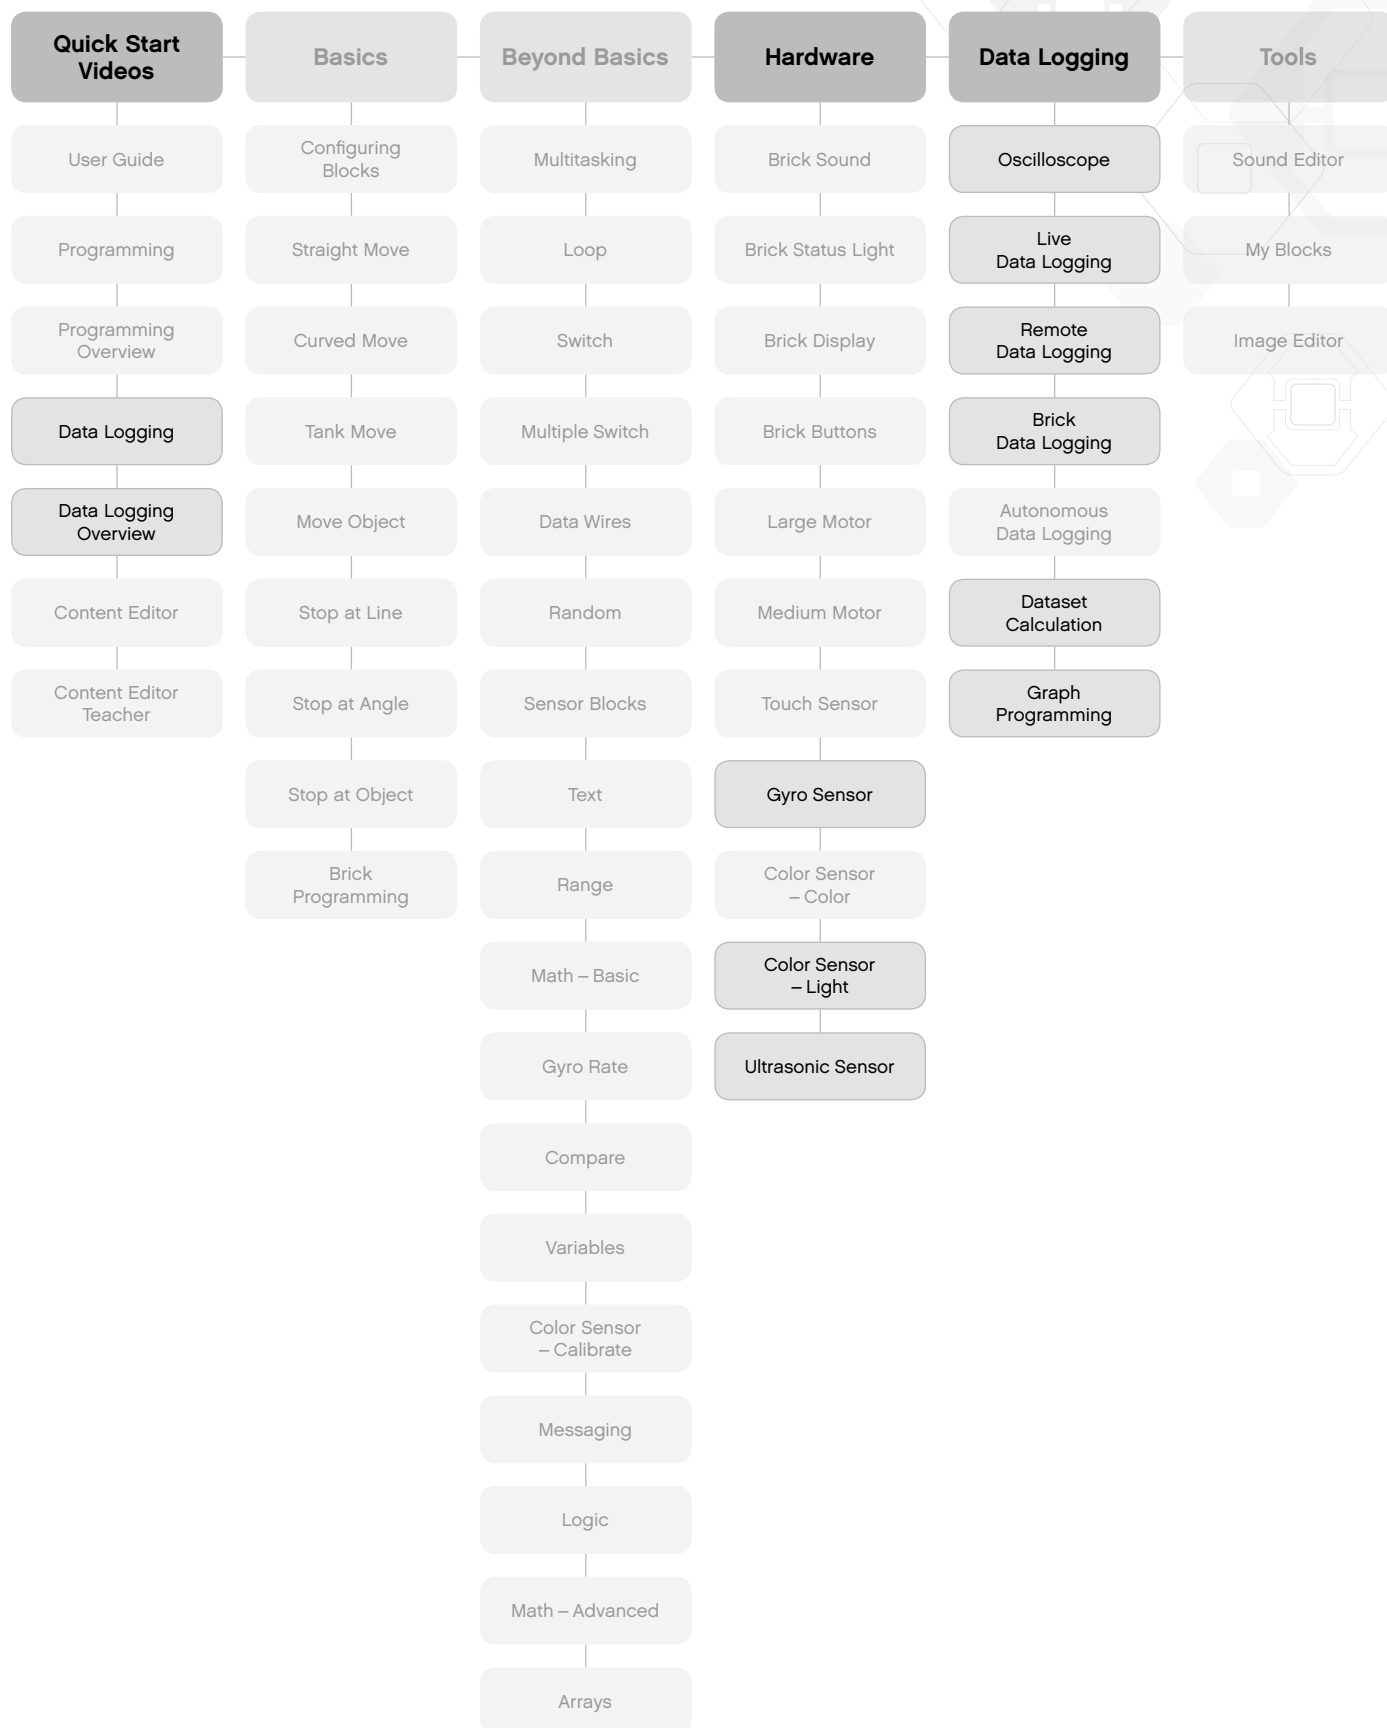 Quick Start
Videos
User Guide
Programming
Programming
Overview
Data Logging
Data Logging
Overview
Content Editor
Content Editor
Teacher
Basics
Configuring
Blocks
Straight Move
Curved Move
Tank Move
Move Object
Stop at Line
Stop at Angle
Stop at Object
Brick
Programming
Beyond Basics
Multitasking
Loop
Switch
Multiple Switch
Data Wires
Random
Sensor Blocks
Text
Range
Math – Basic
Gyro Rate
Compare
Variables
Color Sensor
– Calibrate
Messaging
Logic
Math – Advanced
Arrays
Hardware
Brick Sound
Brick Status Light
Brick Display
Brick Buttons
Large Motor
Medium Motor
Touch Sensor
Gyro Sensor
Color Sensor
– Color
Color Sensor
– Light
Ultrasonic Sensor
Data Logging
Oscilloscope
Live
Data Logging
Remote
Data Logging
Brick
Data Logging
Autonomous
Data Logging
Dataset
Calculation
Graph
Programming
Tools
Sound Editor
My Blocks
Image Editor